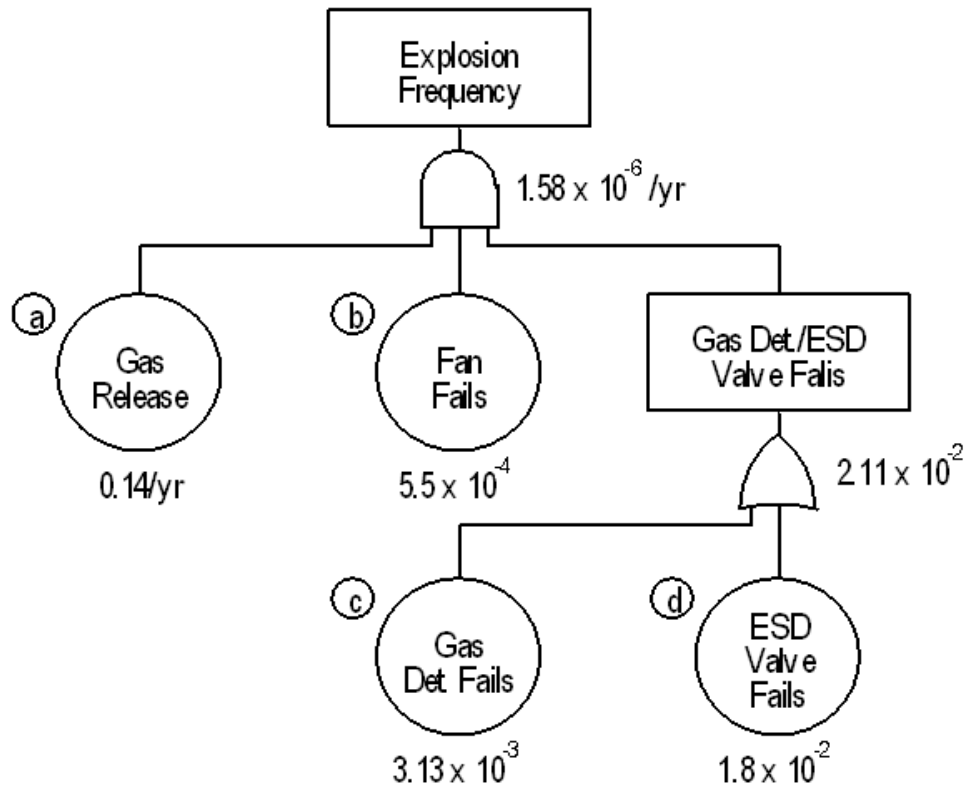 Explosion
Frequency
1.58 x 10^-6 /yr
a
Gas
Release
0.14/yr
b
Fan
Fails
5.5 x 10^-4
Gas Det./ESD
Valve Falis
2.11 x 10^-2
c
Gas
Det. Fails
3.13 x 10^-3
d
ESD
Valve
Fails
1.8 x 10^-2